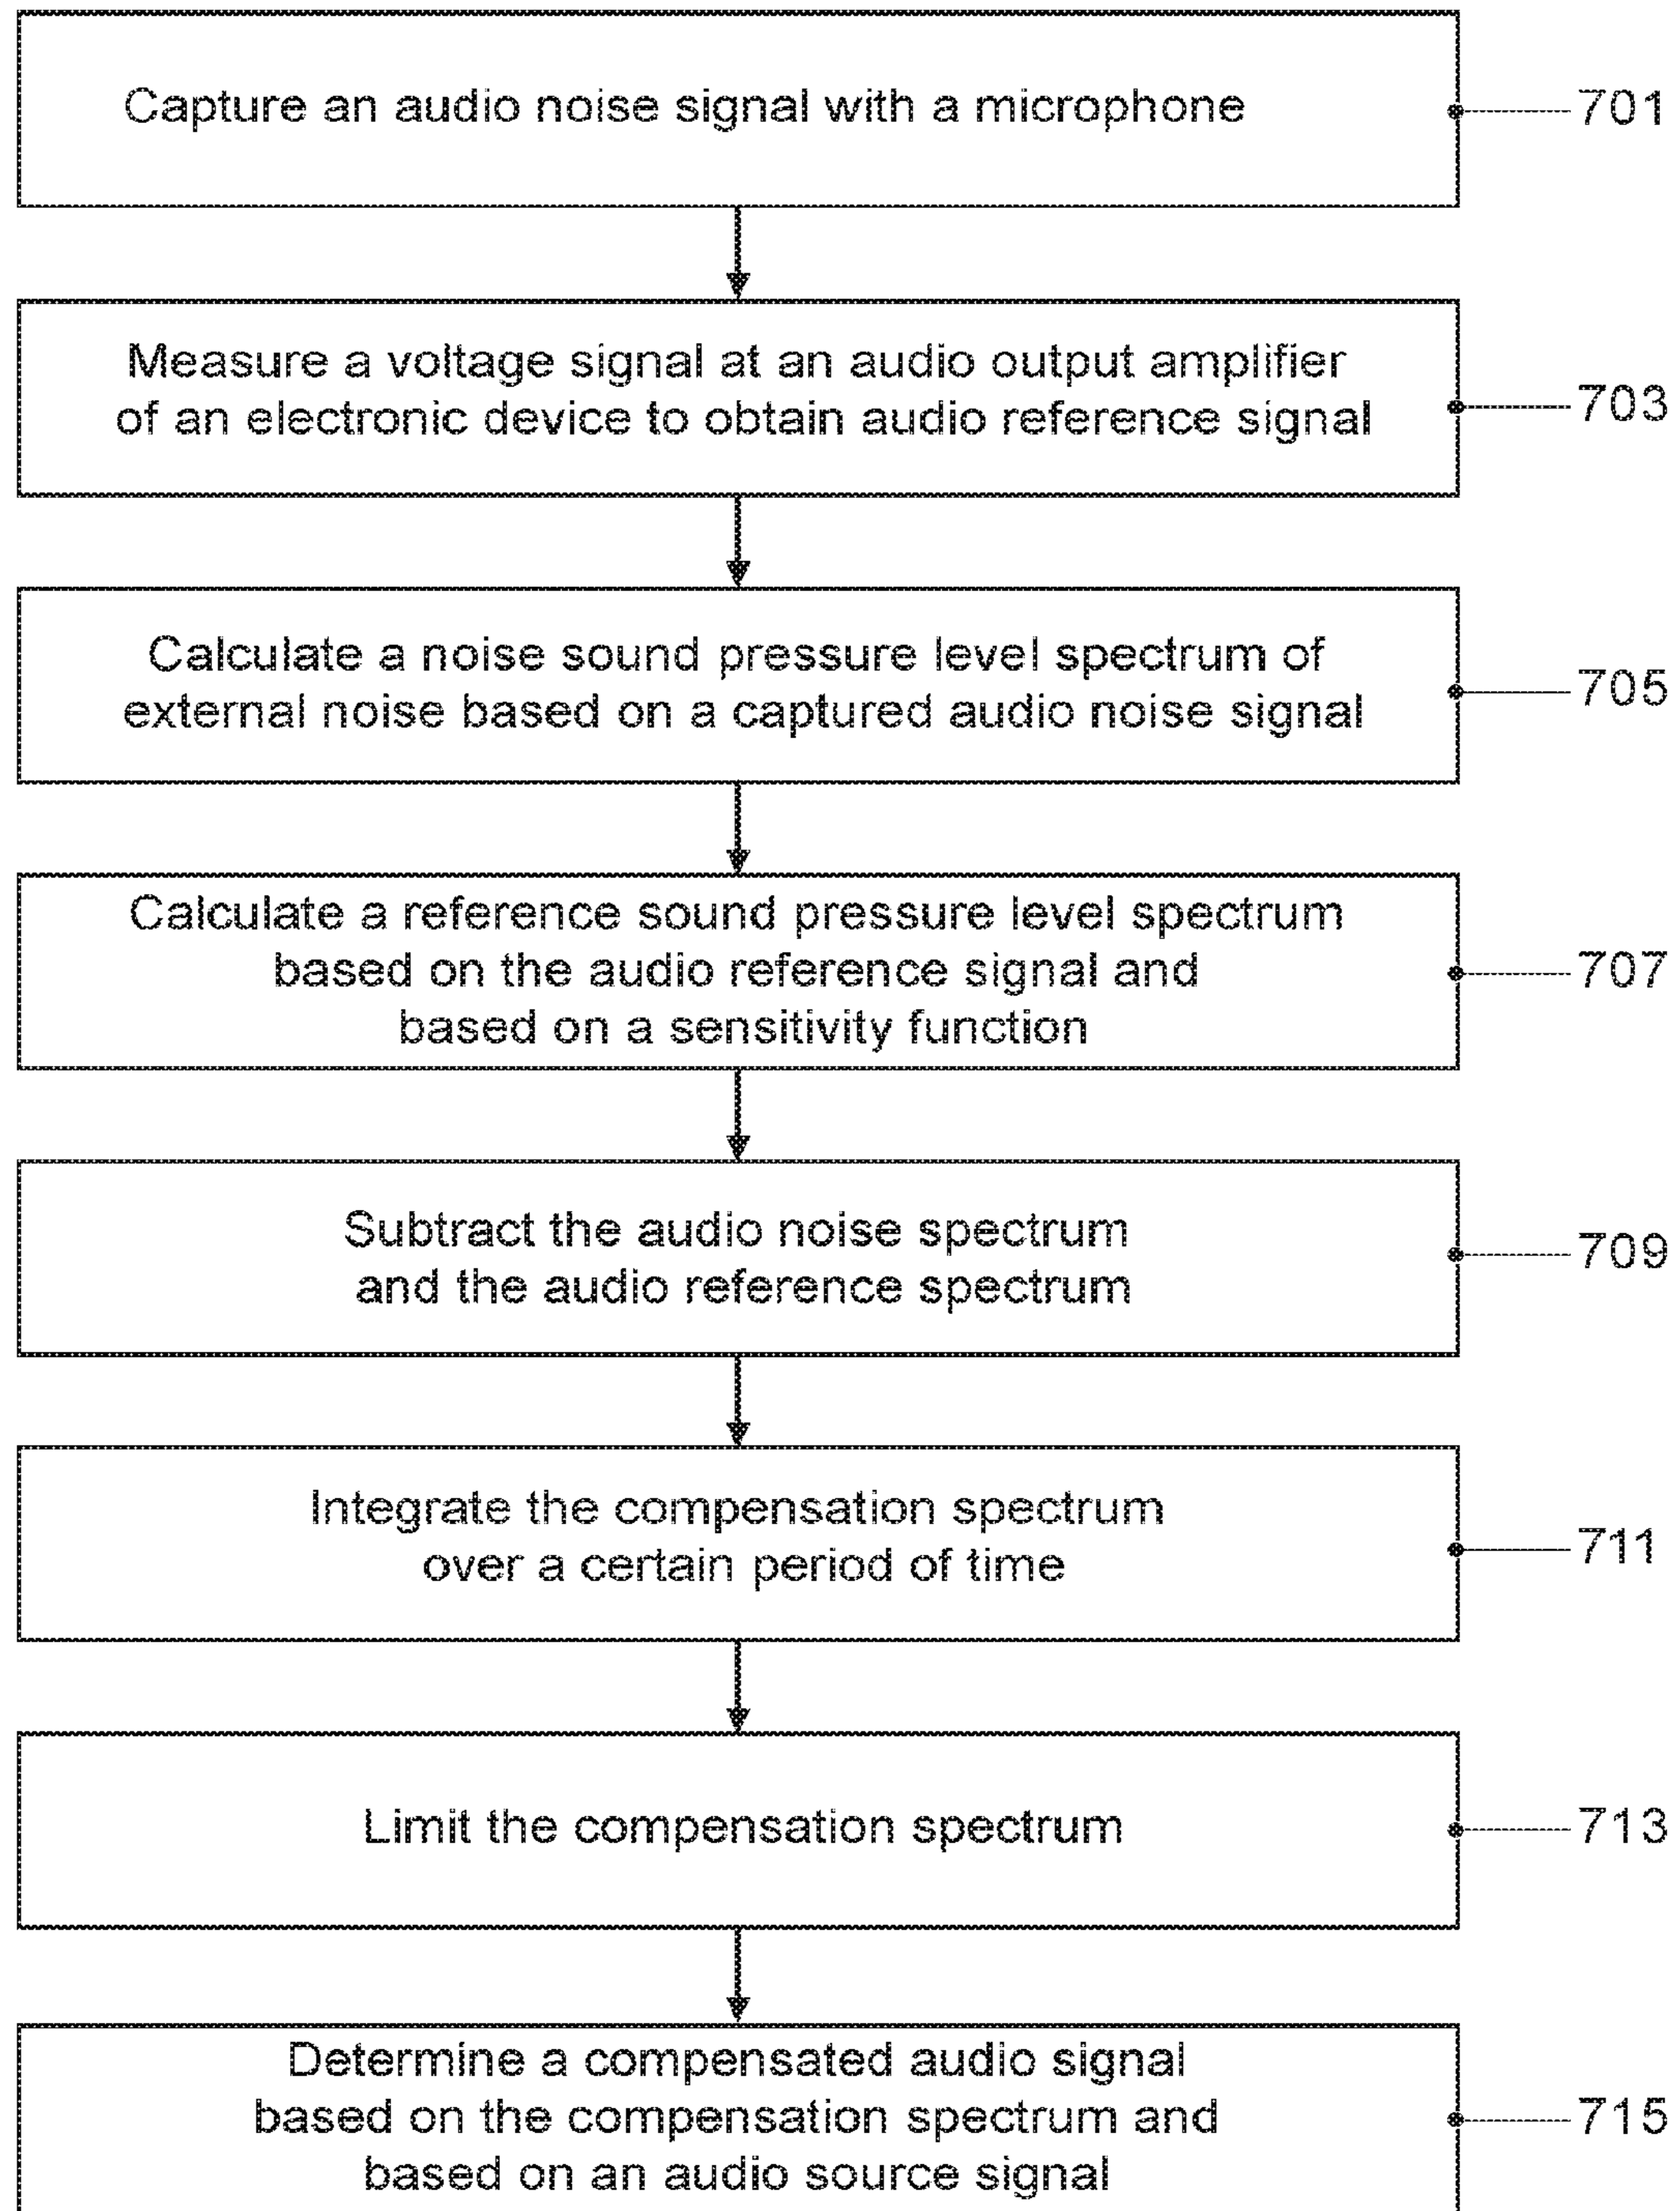 Capture an audio noise signal with a microphone
701
Measure a voltage signal at an audio output amplifier
of an electronic device to obtain audio reference signal
703
Calculate a noise sound pressure level spectrum of
external noise based on a captured audio noise signal
705
Calculate a reference sound pressure level spectrum
based on the audio reference signal and
based on a sensitivity function
707
Subtract the audio noise spectrum
and the audio reference spectrum
709
Integrate the compensation spectrum
over a certain period of time
711
Limit the compensation spectrum
713
Determine a compensated audio signal
based on the compensation spectrum and
based on an audio source signal
715